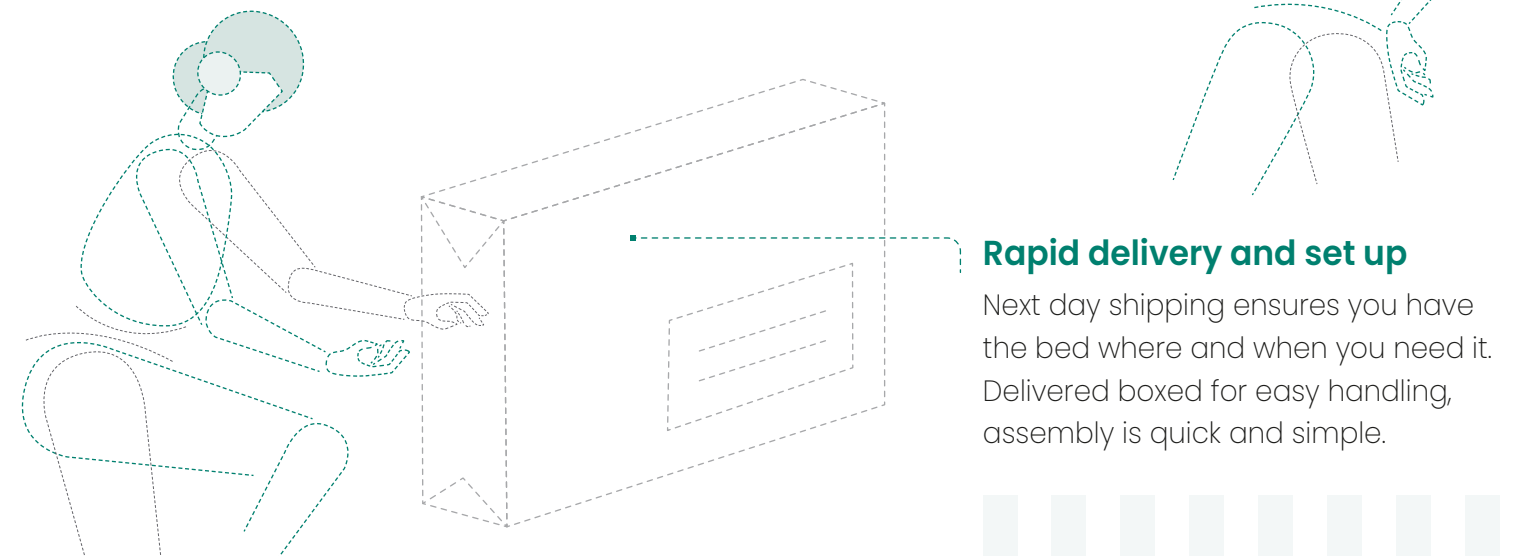 Rapid delivery and set up
Next day shipping ensures you have
the bed where and when you need it.
Delivered boxed for easy handling,
assembly is quick and simple.